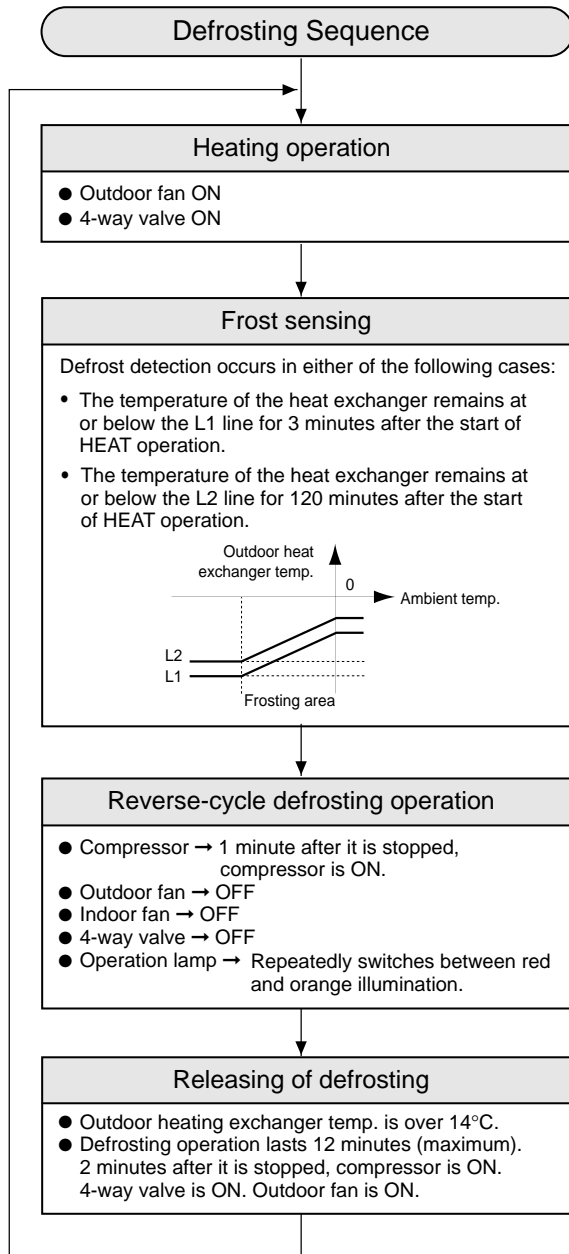 Defrosting Sequence
Heating operation
● Outdoor fan ON
● 4-way valve ON
Frost sensing
Defrost detection occurs in either of the following cases:
• The temperature of the heat exchanger remains at
or below the L1 line for 3 minutes after the start of
HEAT operation.
• The temperature of the heat exchanger remains at
or below the L2 line for 120 minutes after the start
of HEAT operation.
Outdoor heat
exchanger temp.
0
Ambient temp.
L2
L1
Frosting area
Reverse-cycle defrosting operation
● Compressor → 1 minute after it is stopped,
compressor is ON.
● Outdoor fan → OFF
● Indoor fan → OFF
● 4-way valve → OFF
● Operation lamp → Repeatedly switches between red
and orange illumination.
Releasing of defrosting
● Outdoor heating exchanger temp. is over 14°C.
● Defrosting operation lasts 12 minutes (maximum).
2 minutes after it is stopped, compressor is ON.
4-way valve is ON. Outdoor fan is ON.